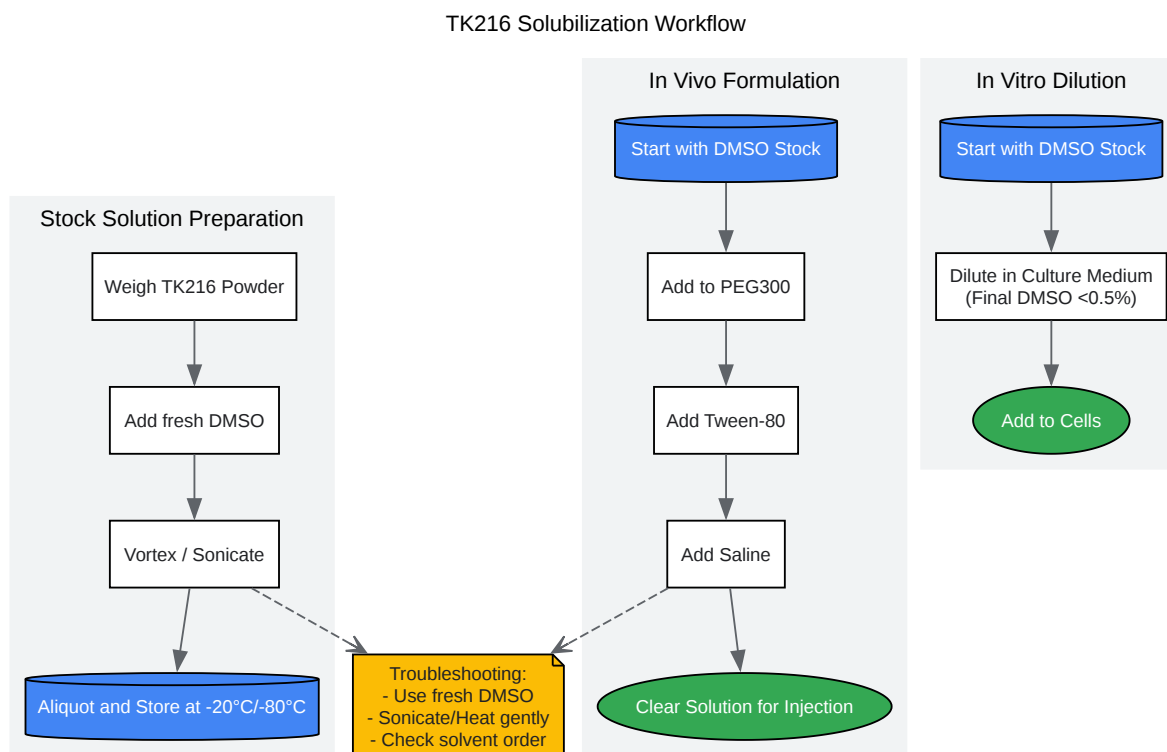 TK216 Solubilization Workflow
Stock Solution Preparation
Weigh TK216 Powder
Add fresh DMSO
Vortex / Sonicate
Aliquot and Store at -20°C/-80°C
Troubleshooting:
- Use fresh DMSO
- Sonicate/Heat gently
- Check solvent order
In Vivo Formulation
Start with DMSO Stock
Add to PEG300
Add Tween-80
Add Saline
Clear Solution for Injection
In Vitro Dilution
Start with DMSO Stock
Dilute in Culture Medium
(Final DMSO <0.5%)
Add to Cells